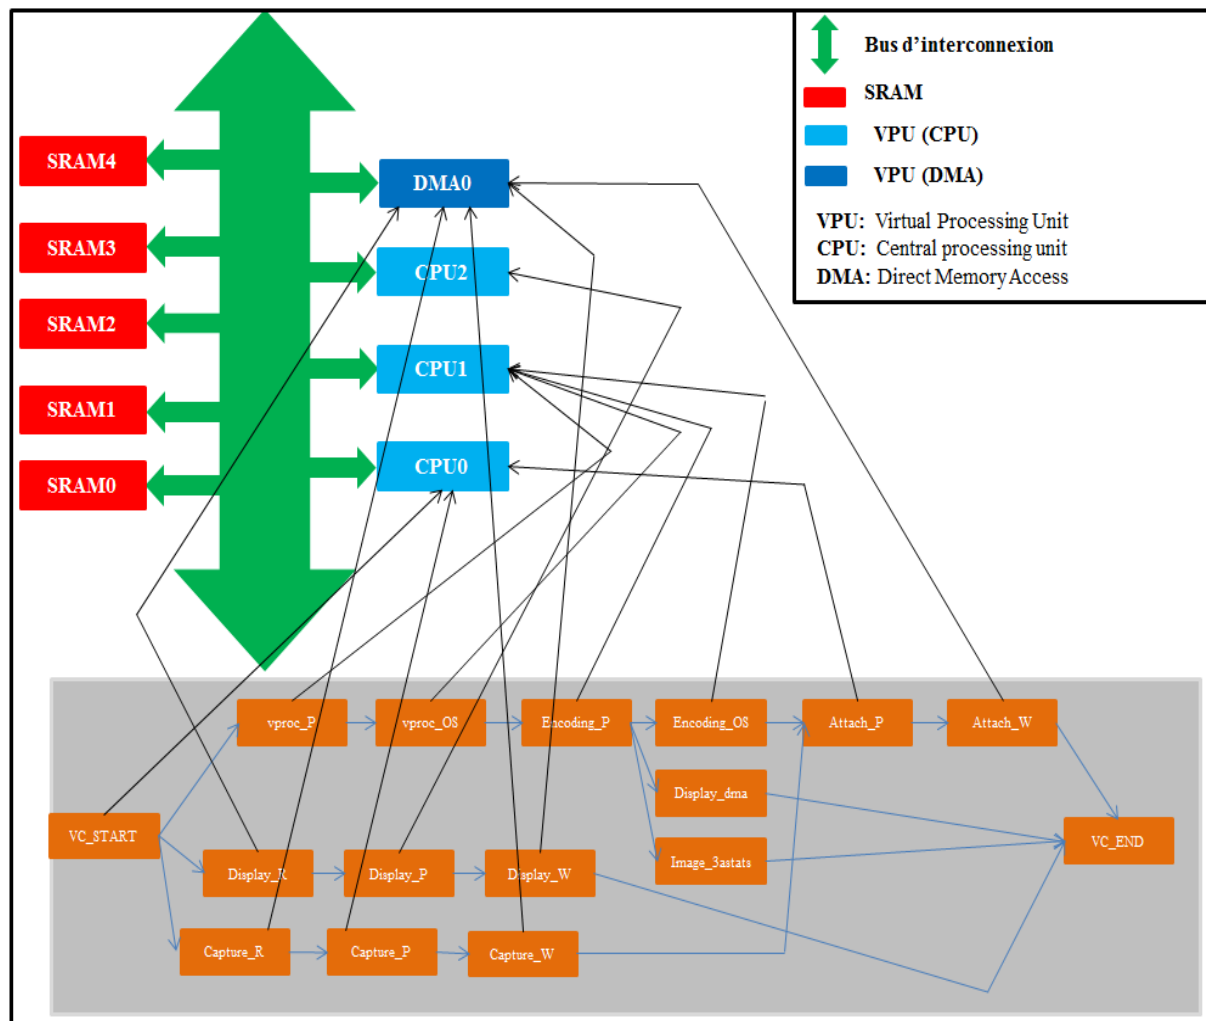 Bus d'interconnexion
SRAM
VPU (CPU)
VPU (DMA)
VPU: Virtual Processing Unit
CPU: Central processing unit
DMA: Direct Memory Access
SRAM4
SRAM3
SRAM2
SRAM1
SRAM0
DMA0
CPU2
CPU1
CPU0
vproc_P
vproc_OS
Encoding_P
Encoding_OS
Attach_P
Attach_W
Display_dma
VC_START
Image_3astats
VC_END
Display_R
Display_P
Display_W
Capture_R
Capture_P
Capture_W